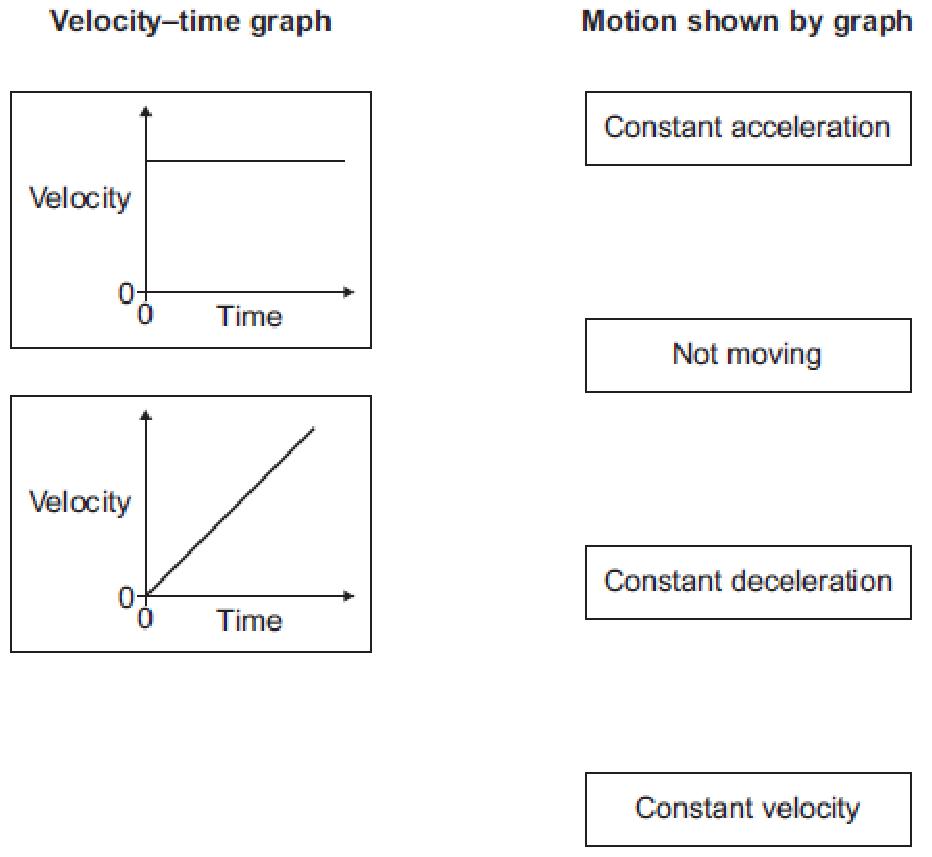 Velocity–time graph
Motion shown by graph
Velocity
0
0
Time
Velocity
0
0
Time
Constant acceleration
Not moving
Constant deceleration
Constant velocity